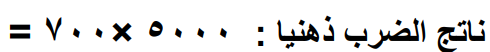 ناتج الضرب ذهنيا : ٥٠٠٠ × ٧٠٠ =